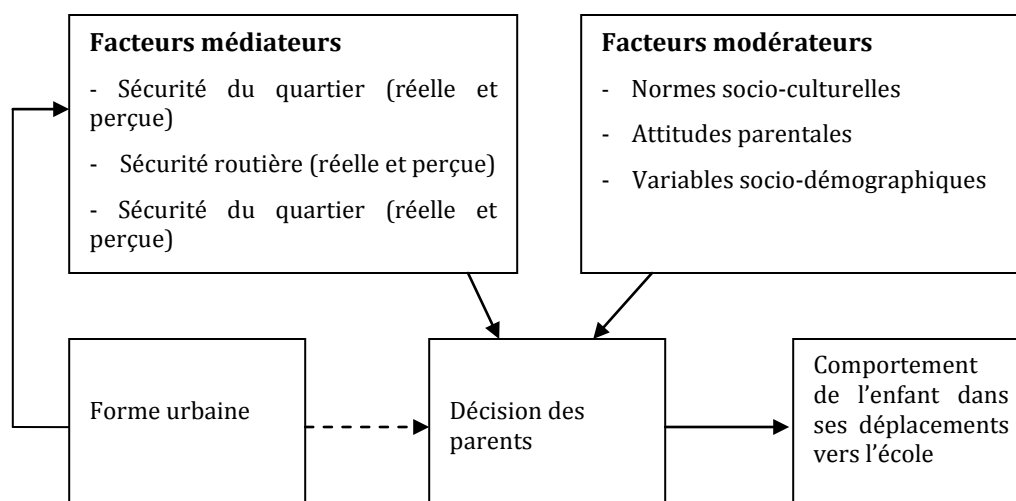 Facteurs médiateurs
- Sécurité du quartier (réelle et
perçue)
- Sécurité routière (réelle et perçue)
- Sécurité du quartier (réelle et
perçue)
Facteurs modérateurs
- Normes socio-culturelles
- Attitudes parentales
- Variables socio-démographiques
Forme urbaine
Décision des
parents
Comportement
de l’enfant dans
ses déplacements
vers l’école